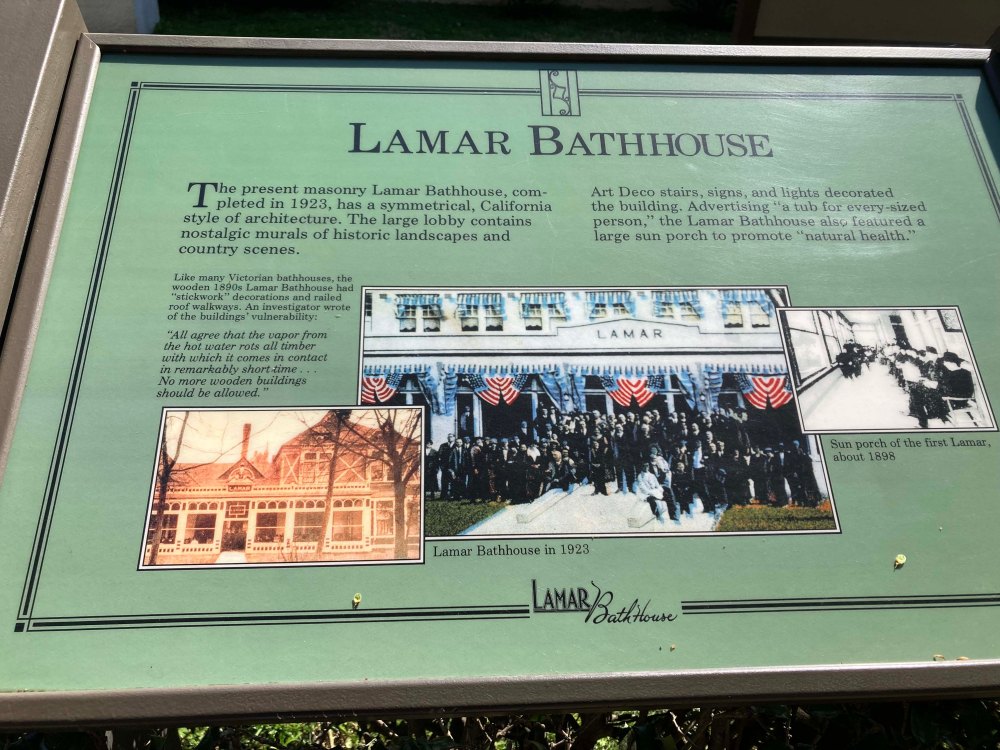 LAMAR BATHHOUSE
The present masonry Lamar Bathhouse, com-
pleted in 1923, has a symmetrical, California
style of architecture. The large lobby contains
nostalgic murals of historic landscapes and
country scenes.
Art Deco stairs, signs, and lights decorated
the building. Advertising “a tub for every-sized
person,” the Lamar Bathhouse also featured a
large sun porch to promote “natural health.”
Like many Victorian bathhouses, the
wooden 1890s Lamar Bathhouse had
“stickwork” decorations and railed
roof walkways. An investigator wrote
of the buildings’ vulnerability:
“All agree that the vapor from
the hot water rots all timber
with which it comes in contact
in remarkably short time . . .
No more wooden buildings
should be allowed.”
LAMAR
LAMAR
Sun porch of the first Lamar,
about 1898
Lamar Bathhouse in 1923
LAMAR BathHouse